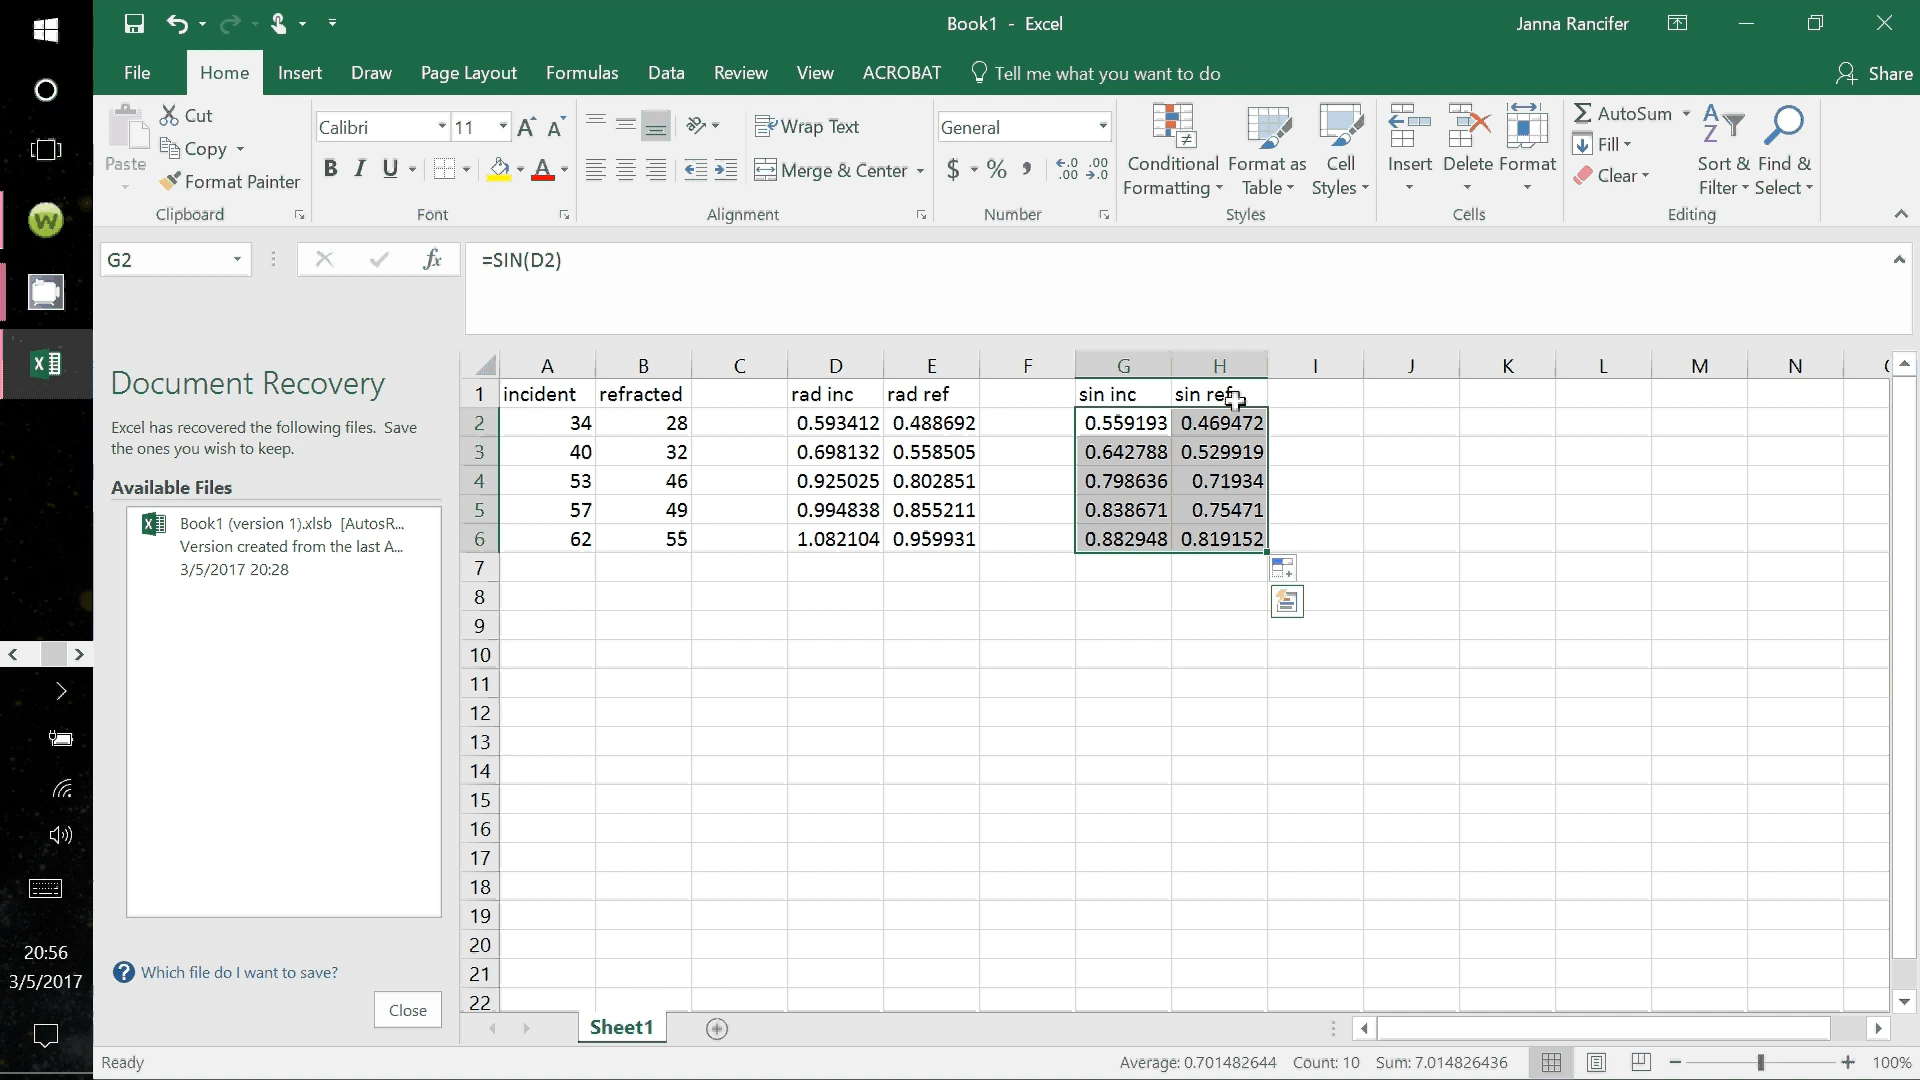 Book1 - Excel
Janna Rancifer
File Home Insert Draw Page Layout Formulas Data Review View ACROBAT Tell me what you want to do Share
Paste
Cut
Copy
Format Painter
Clipboard
Calibri 11
B I U
Font
Wrap Text
Merge & Center
Alignment
General
$ % ,
Number
Conditional Formatting
Format as Table
Cell Styles
Styles
Insert Delete Format
Cells
AutoSum
Fill
Clear
Sort & Filter
Find & Select
Editing
G2
fx
=SIN(D2)
Document Recovery
Excel has recovered the following files. Save
the ones you wish to keep.
Available Files
Book1 (version 1).xlsb [AutosR...
Version created from the last A...
3/5/2017 20:28
Which file do I want to save?
Close
A B C D E F G H I J K L M N
1 incident refracted rad inc rad ref sin inc sin ref
2 34 28 0.593412 0.488692 0.559193 0.469472
3 40 32 0.698132 0.558505 0.642788 0.529919
4 53 46 0.925025 0.802851 0.798636 0.71934
5 57 49 0.994838 0.855211 0.838671 0.75471
6 62 55 1.082104 0.959931 0.882948 0.819152
7
8
9
10
11
12
13
14
15
16
17
18
19
20
21
22
Sheet1
Ready
Average: 0.701482644 Count: 10 Sum: 7.014826436
100%
20:56
3/5/2017